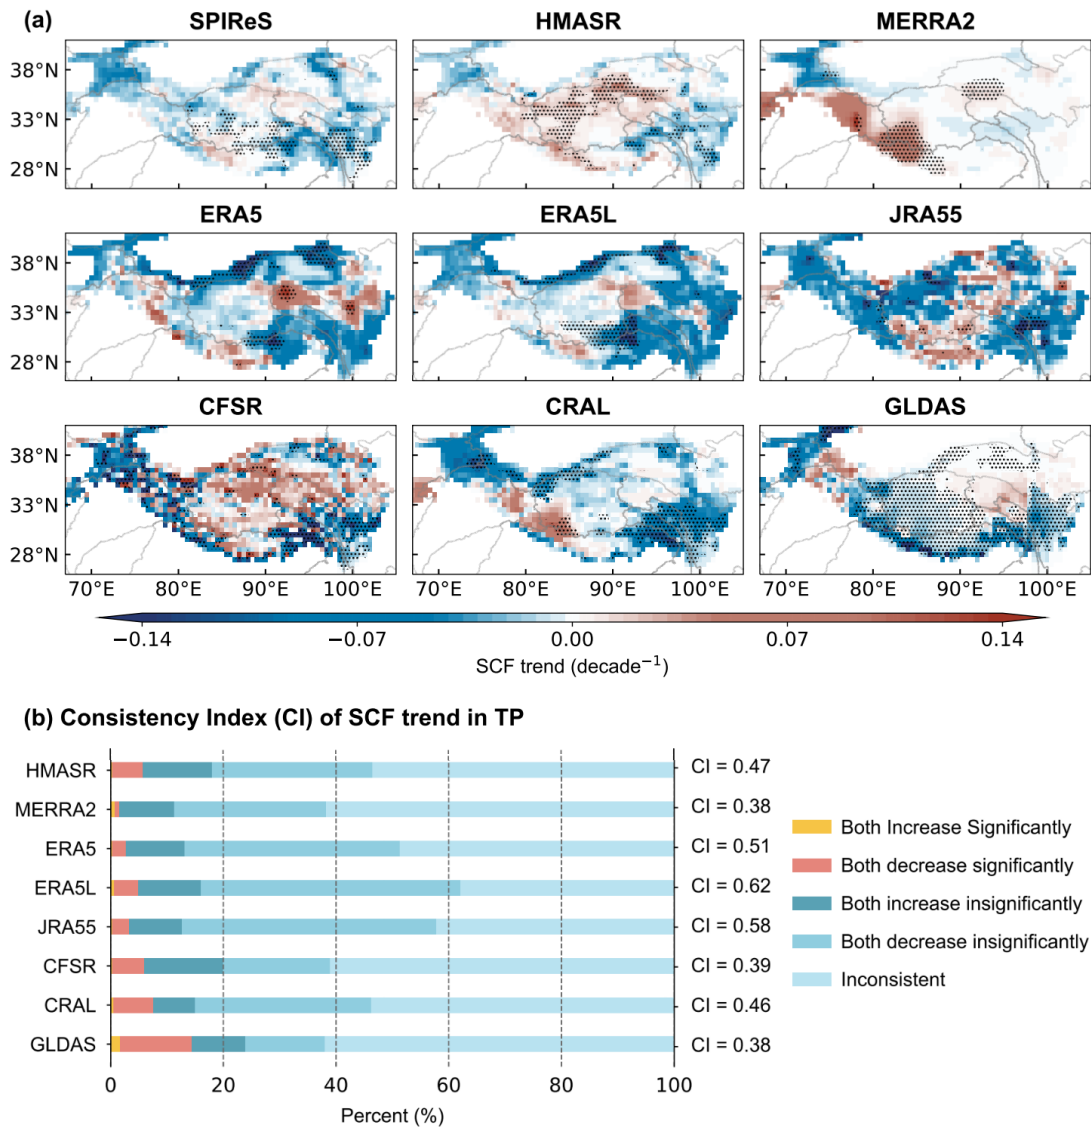 (a)
SPIReS HMASR MERRA2
38°N
33°N
28°N
ERA5 ERA5L JRA55
38°N
33°N
28°N
CFSR CRAL GLDAS
38°N
33°N
28°N
70°E 80°E 90°E 100°E 70°E 80°E 90°E 100°E 70°E 80°E 90°E 100°E
−0.14 −0.07 0.00 0.07 0.14
SCF trend (decade⁻¹)
(b) Consistency Index (CI) of SCF trend in TP
HMASR CI = 0.47
MERRA2 CI = 0.38
ERA5 CI = 0.51
ERA5L CI = 0.62
JRA55 CI = 0.58
CFSR CI = 0.39
CRAL CI = 0.46
GLDAS CI = 0.38
0 20 40 60 80 100
Percent (%)
Both Increase Significantly
Both decrease significantly
Both increase insignificantly
Both decrease insignificantly
Inconsistent